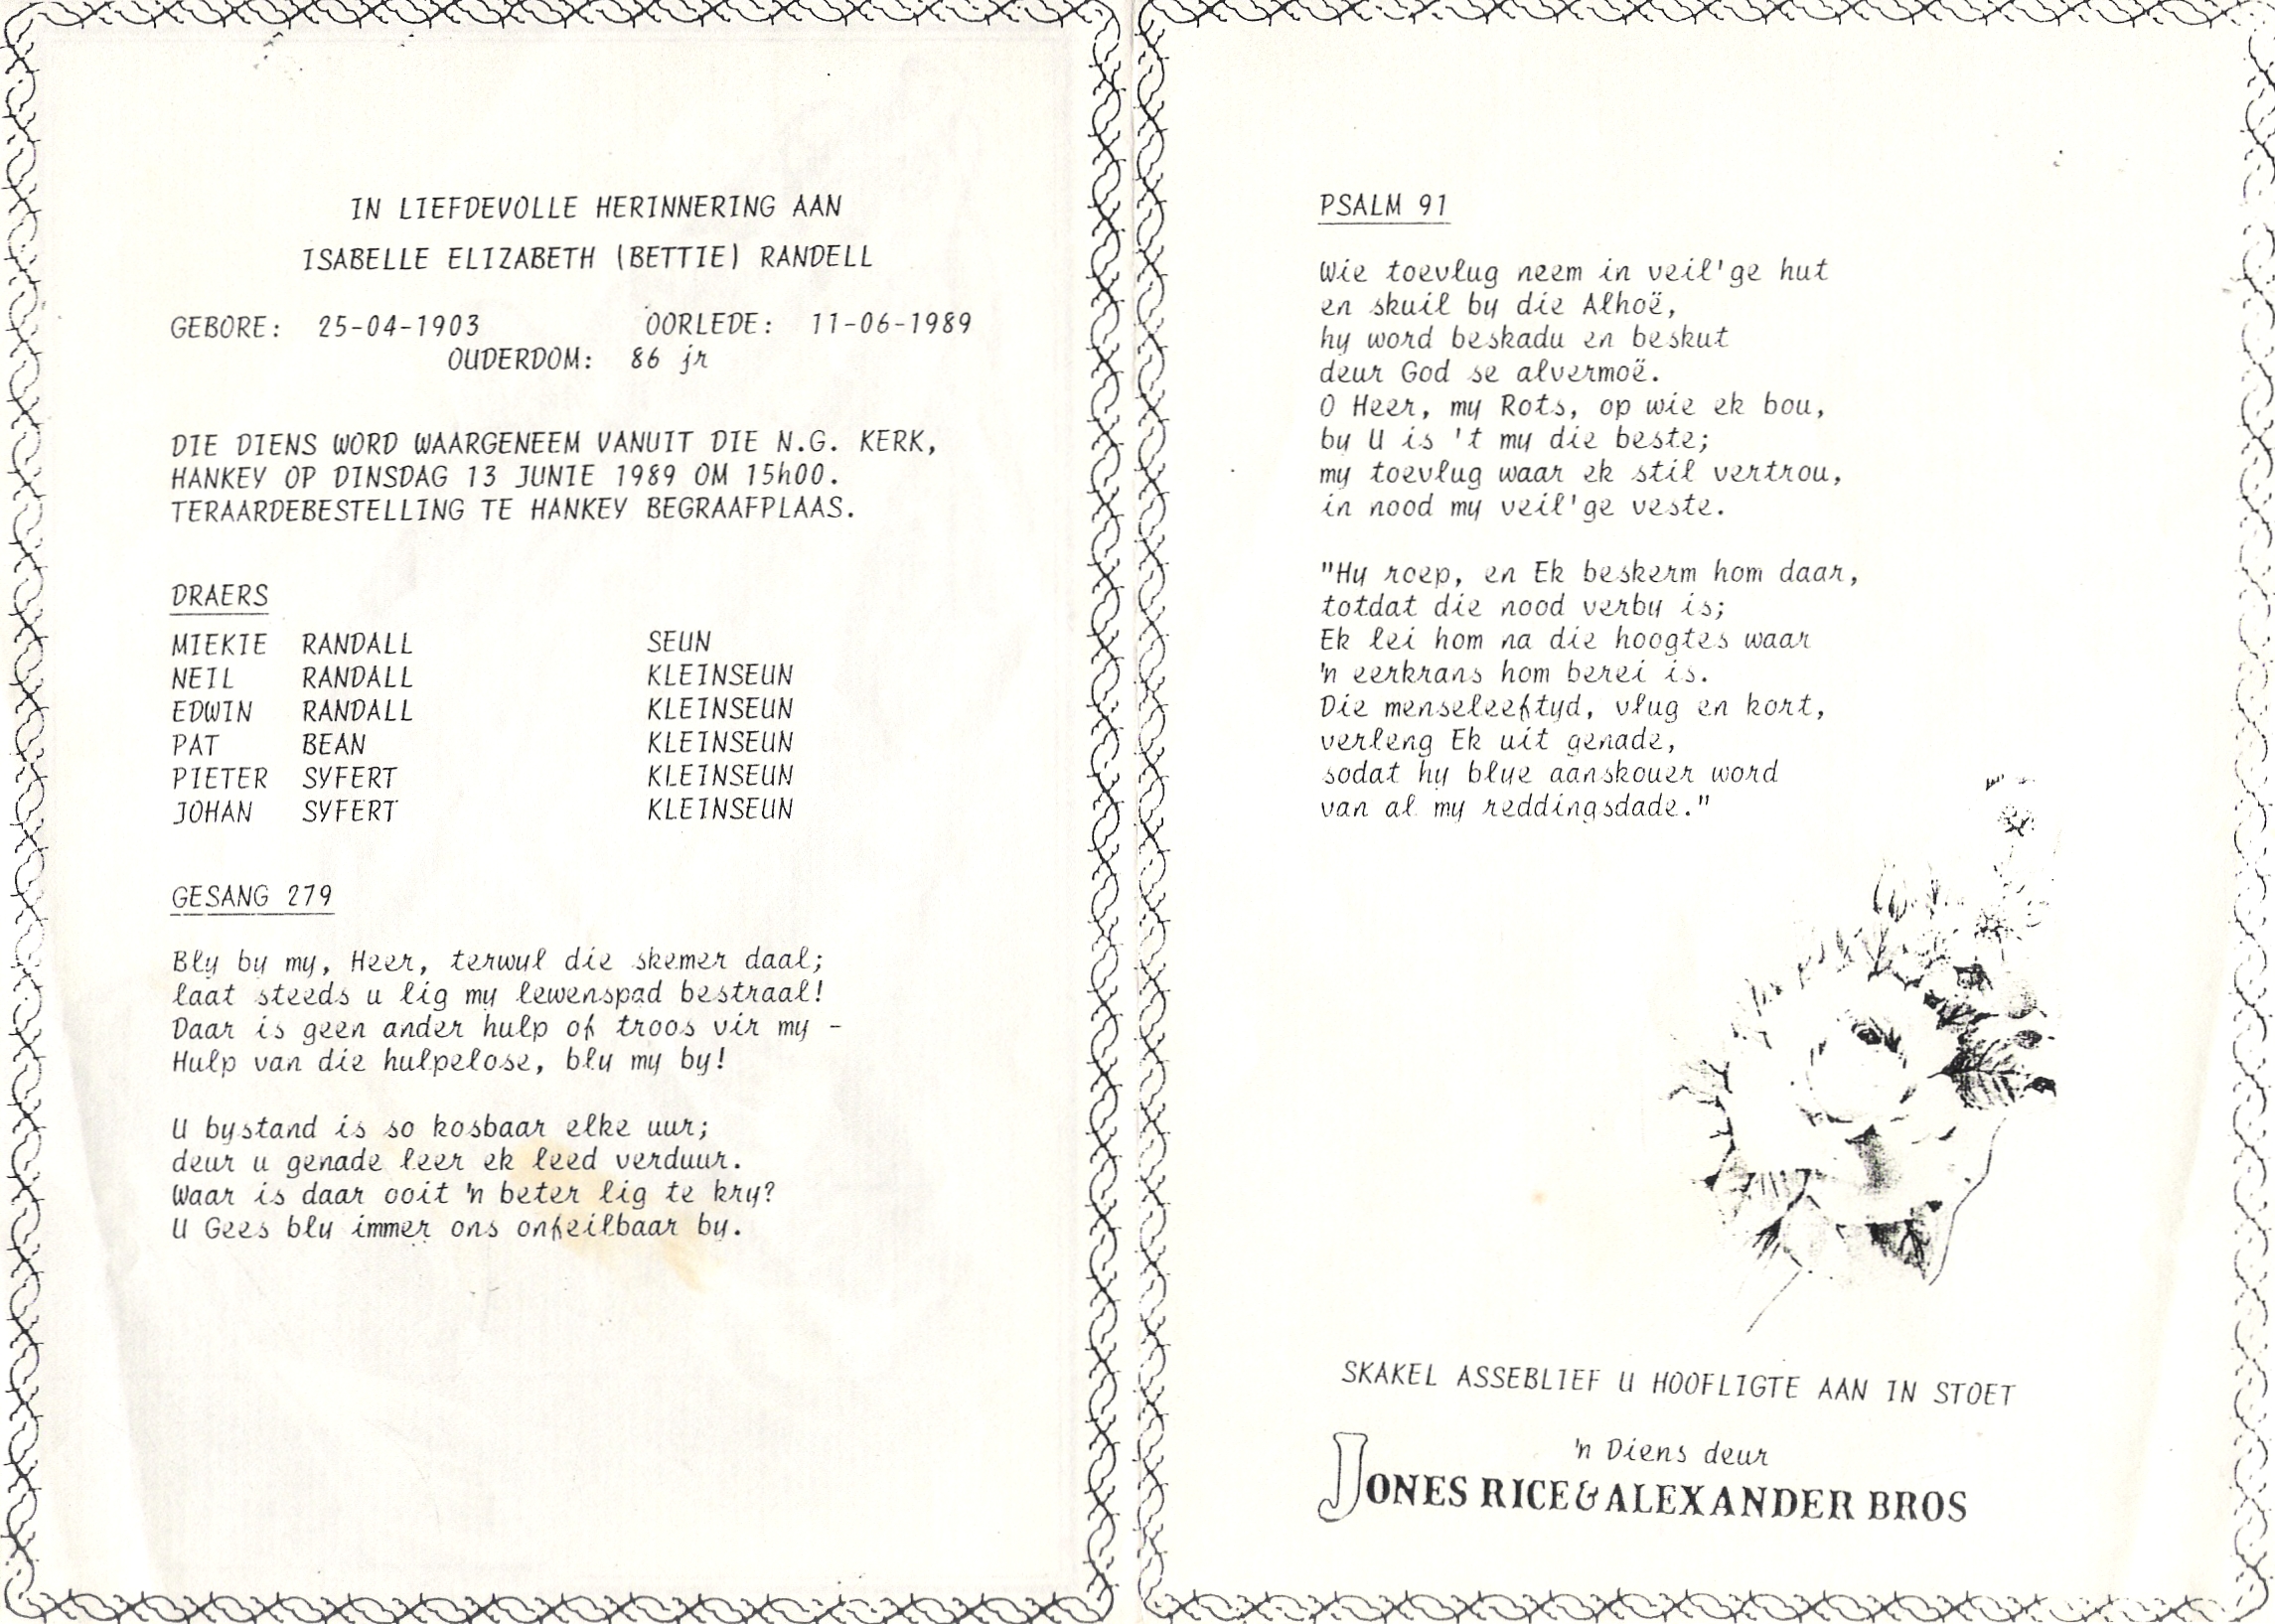 IN LIEFDEVOLLE HERINNERING AAN
ISABELLE ELIZABETH (BETTIE) RANDELL
GEBORE: 25-04-1903 OORLEDE: 11-06-1989
OUDERDOM: 86 jr
DIE DIENS WORD WAARGENEEM VANUIT DIE N.G. KERK,
HANKEY OP DINSDAG 13 JUNIE 1989 OM 15h00.
TERAARDEBESTELLING TE HANKEY BEGRAAFPLAAS.
DRAERS
MIEKIE RANDALL SEUN
NEIL RANDALL KLEINSEUN
EDWIN RANDALL KLEINSEUN
PAT BEAN KLEINSEUN
PIETER SYFERT KLEINSEUN
JOHAN SYFERT KLEINSEUN
GESANG 279
Bly by my, Heer, terwyl die skemer daal;
laat steeds u lig my lewenspad bestraal!
Daar is geen ander hulp of troos vir my -
Hulp van die hulpelose, bly my by!
U bystand is so kosbaar elke uur;
deur u genade leer ek leed verduur.
Waar is daar ooit 'n beter lig te kry?
U Gees bly immer ons onfeilbaar by.
PSALM 91
Wie toevlug neem in veil'ge hut
en skuil by die Alhoë,
hy word beskadu en beskut
deur God se alvermoë.
O Heer, my Rots, op wie ek bou,
by U is 't my die beste;
my toevlug waar ek stil vertrou,
in nood my veil'ge veste.
"Hy roep, en Ek beskerm hom daar,
totdat die nood verby is;
Ek lei hom na die hoogtes waar
'n eerkrans hom berei is.
Die menseleeftyd, vlug en kort,
verleng Ek uit genade,
sodat hy blye aanskouer word
van al my reddingsdade."
SKAKEL ASSEBLIEF U HOOFLIGTE AAN IN STOET
'n Diens deur
JONES RICE & ALEXANDER BROS